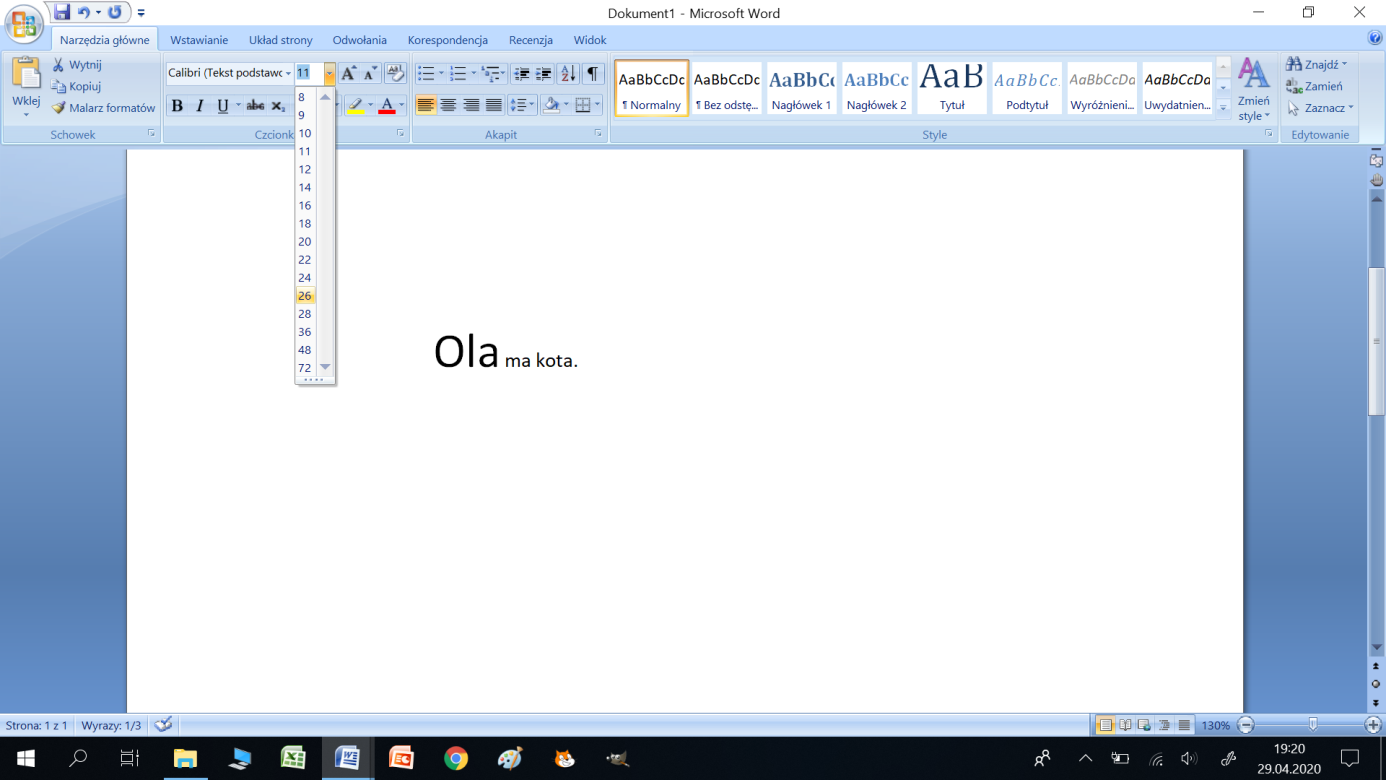 Dokument1 - Microsoft Word
Narzędzia główne Wstawianie Układ strony Odwołania Korespondencja Recenzja Widok
Wklej
Wytnij
Kopiuj
Malarz formatów
Schowek
Calibri (Tekst podstawc 11
B I U abc x₂
Czcionk
Akapit
AaBbCcDc AaBbCcDc AaBbCc AaBbCc AaB AaBbCc. AaBbCcDa AaBbCcDa
¶ Normalny ¶ Bez odstę... Nagłówek 1 Nagłówek 2 Tytuł Podtytuł Wyróżnieni... Uwydatnien...
Style
Zmień
style
Znajdź
Zamień
Zaznacz
Edytowanie
8
9
10
11
12
14
16
18
20
22
24
26
28
36
48
72
Ola ma kota.
Strona: 1 z 1 Wyrazy: 1/3 130%
19:20
29.04.2020